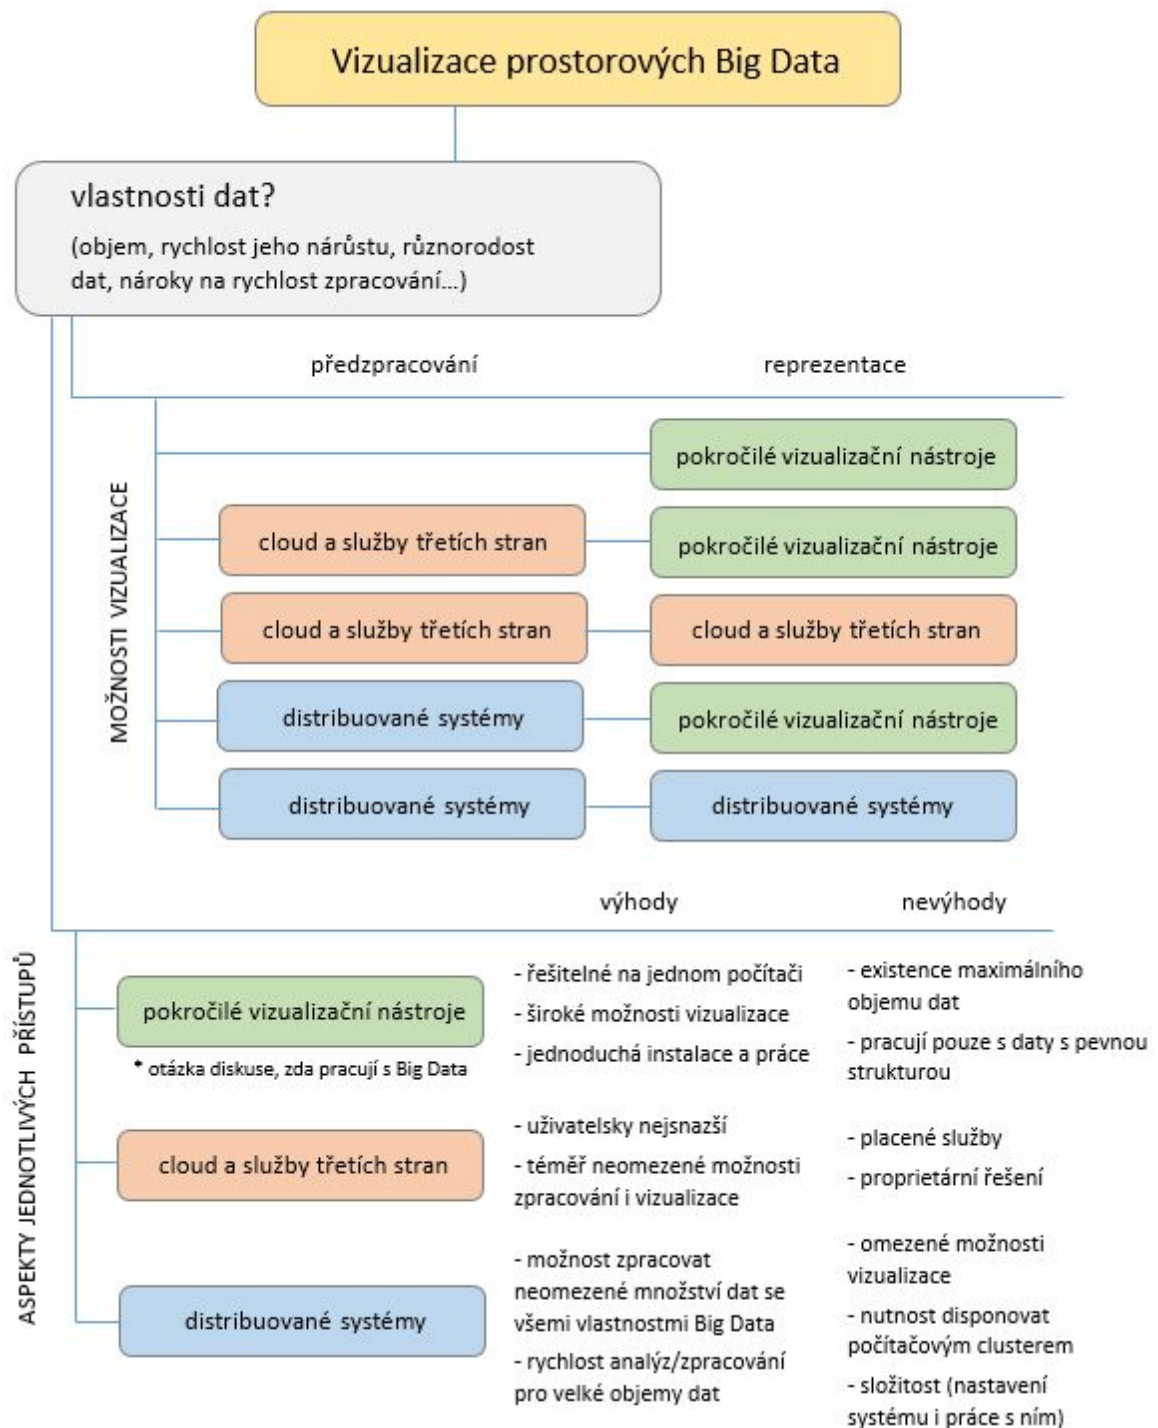 Vizualizace prostorových Big Data
vlastnosti dat?
(objem, rychlost jeho nárůstu, různorodost
dat, nároky na rychlost zpracování...)
předzpracování
reprezentace
MOŽNOSTI VIZUALIZACE
pokročilé vizualizační nástroje
cloud a služby třetích stran
pokročilé vizualizační nástroje
cloud a služby třetích stran
cloud a služby třetích stran
distribuované systémy
pokročilé vizualizační nástroje
distribuované systémy
distribuované systémy
výhody
nevýhody
ASPEKTY JEDNOTLIVÝCH PŘÍSTUPŮ
pokročilé vizualizační nástroje
* otázka diskuse, zda pracují s Big Data
- řešitelné na jednom počítači
- široké možnosti vizualizace
- jednoduchá instalace a práce
- existence maximálního
objemu dat
- pracují pouze s daty s pevnou
strukturou
cloud a služby třetích stran
- uživatelsky nejsnazší
- téměř neomezené možnosti
zpracování i vizualizace
- placené služby
- proprietární řešení
distribuované systémy
- možnost zpracovat
neomezené množství dat se
všemi vlastnostmi Big Data
- rychlost analýz/zpracování
pro velké objemy dat
- omezené možnosti
vizualizace
- nutnost disponovat
počítačovým clusterem
- složitost (nastavení
systému i práce s ním)